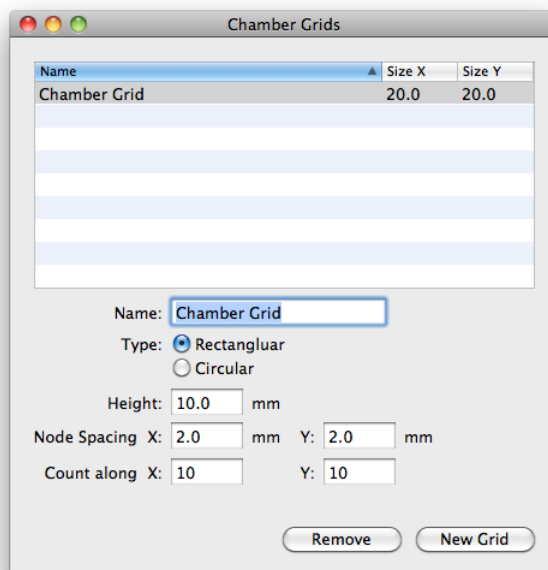 Chamber Grids
Name Size X Size Y
Chamber Grid 20.0 20.0
Name: Chamber Grid
Type: Rectangluar
Circular
Height: 10.0 mm
Node Spacing X: 2.0 mm Y: 2.0 mm
Count along X: 10 Y: 10
Remove New Grid